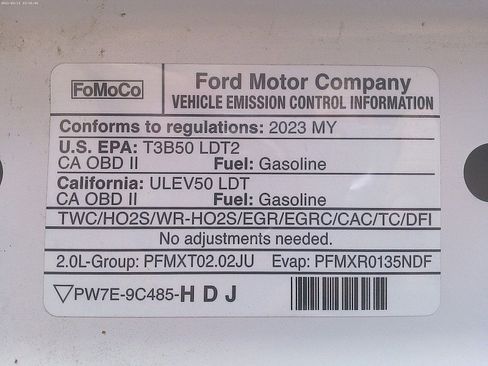 FoMoCo
Ford Motor Company
VEHICLE EMISSION CONTROL INFORMATION
Conforms to regulations: 2023 MY
U.S. EPA: T3B50 LDT2
CA OBD II Fuel: Gasoline
California: ULEV50 LDT
CA OBD II Fuel: Gasoline
TWC/HO2S/WR-HO2S/EGR/EGRC/CAC/TC/DFI
No adjustments needed.
2.0L-Group: PFMXT02.02JU Evap: PFMXR0135NDF
▽PW7E-9C485-H D J